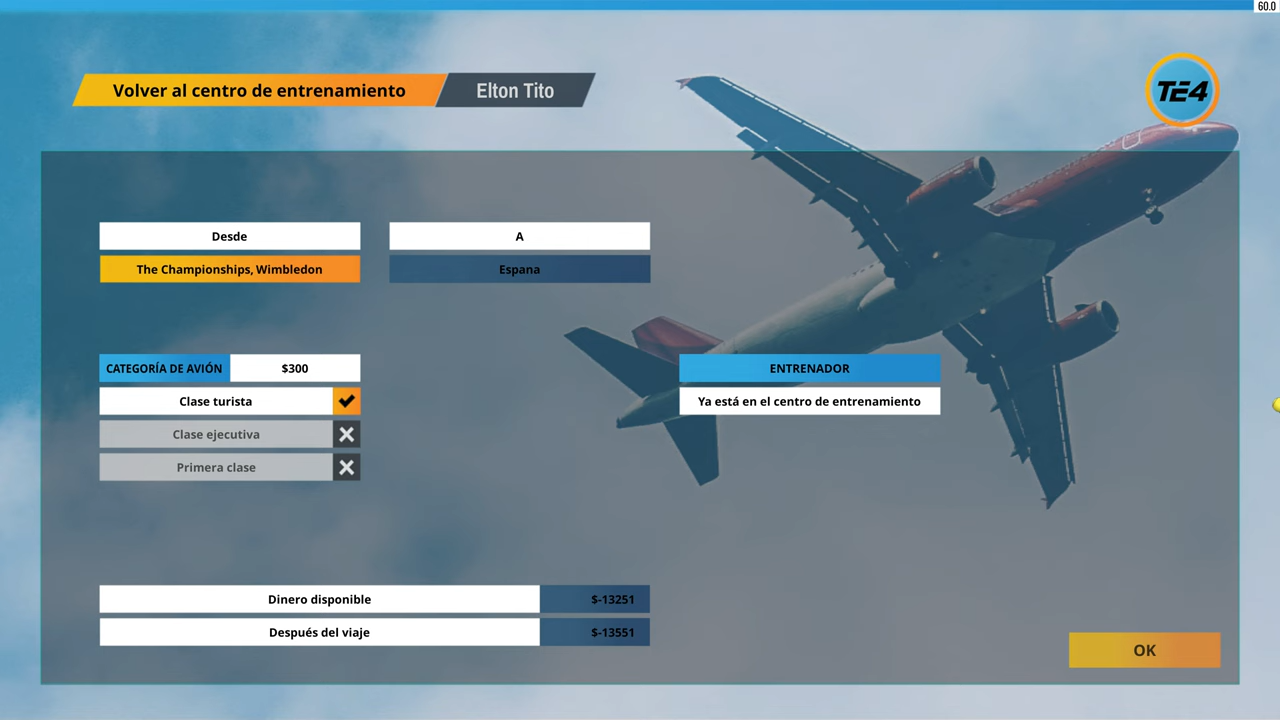 60.0
Volver al centro de entrenamiento
Elton Tito
TE4
Desde
A
The Championships, Wimbledon
Espana
CATEGORÍA DE AVIÓN
$300
ENTRENADOR
Clase turista
Ya está en el centro de entrenamiento
Clase ejecutiva
Primera clase
Dinero disponible
$-13251
Después del viaje
$-13551
OK